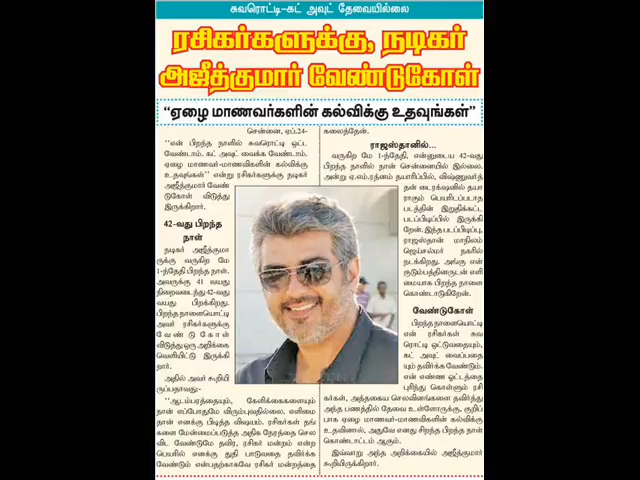 சுவரொட்டி-கட் அவுட் தேவையில்லை
ரசிகர்களுக்கு, நடிகர்
அஜீத்குமார் வேண்டுகோள்
“ஏழை மாணவர்களின் கல்விக்கு உதவுங்கள்”
சென்னை, ஏப்.24-
‘‘என் பிறந்த நாளில் சுவரொட்டி ஒட்ட
வேண்டாம். கட் அவுட் வைக்க வேண்டாம்.
ஏழை மாணவர்-மாணவிகளின் கல்விக்கு
உதவுங்கள்’’ என்று ரசிகர்களுக்கு நடிகர்
அஜீத்குமார் வேண்
டுகோள் விடுத்து
இருக்கிறார்.
42-வது பிறந்த
நாள்
நடிகர் அஜீத்குமா
ருக்கு வருகிற மே
1-ந்தேதி பிறந்த நாள்.
அவருக்கு 41 வயது
நிறைவடைந்து 42-வது
வயது பிறக்கிறது.
பிறந்த நாளையொட்டி
அவர் ரசிகர்களுக்கு
வேண்டுகோள்
விடுத்து ஒரு அறிக்கை
வெளியிட்டு இருக்கி
றார்.
அதில் அவர் கூறியி
ருப்பதாவது:-
‘‘ஆடம்பரத்தையும், கேளிக்கைகளையும்
நான் எப்போதுமே விரும்புவதில்லை. எளிமை
தான் எனக்கு பிடித்த விஷயம். ரசிகர்கள் தங்
களை மேன்மைப்படுத்த அதிக நேரத்தை செல
விட வேண்டுமே தவிர, ரசிகர் மன்றம் என்ற
பெயரில் எனக்கு துதி பாடுவதை தவிர்க்க
வேண்டும் என்பதற்காகவே ரசிகர் மன்றத்தை
கலைத்தேன்.
ராஜஸ்தானில்...
வருகிற மே 1-ந்தேதி, என்னுடைய 42-வது
பிறந்த நாளில் நான் சென்னையில் இல்லை.
அன்று ஏ.எம்.ரத்னம் தயாரிப்பில், விஷ்ணுவர்த்
தன் டைரக்‌ஷனில் தயா
ராகும் பெயரிடப்படாத
படத்தின் இறுதிக்கட்ட
படப்பிடிப்பில் இருக்கி
றேன். இந்த படப்பிடிப்பு,
ராஜஸ்தான் மாநிலம்
ஜெய்சல்மர் நகரில்
நடக்கிறது. அங்கு என்
குடும்பத்தினருடன் எளி
மையாக பிறந்த நாளை
கொண்டாடுகிறேன்.
வேண்டுகோள்
பிறந்த நாளையொட்டி
என் ரசிகர்கள் சுவ
ரொட்டி ஒட்டுவதையும்,
கட் அவுட் வைப்பதை
யும் தவிர்க்க வேண்டும்.
என் எண்ண ஓட்டத்தை
புரிந்து கொள்ளும் ரசி
கர்கள், அத்தகைய செலவினங்களை தவிர்த்து
அந்த பணத்தில் தேவை உள்ளோருக்கு, குறிப்
பாக ஏழை மாணவர்-மாணவிகளின் கல்விக்கு
உதவினால், அதுவே எனது சிறந்த பிறந்த நாள்
கொண்டாட்டம் ஆகும்.
இவ்வாறு அந்த அறிக்கையில் அஜீத்குமார்
கூறியிருக்கிறார்.